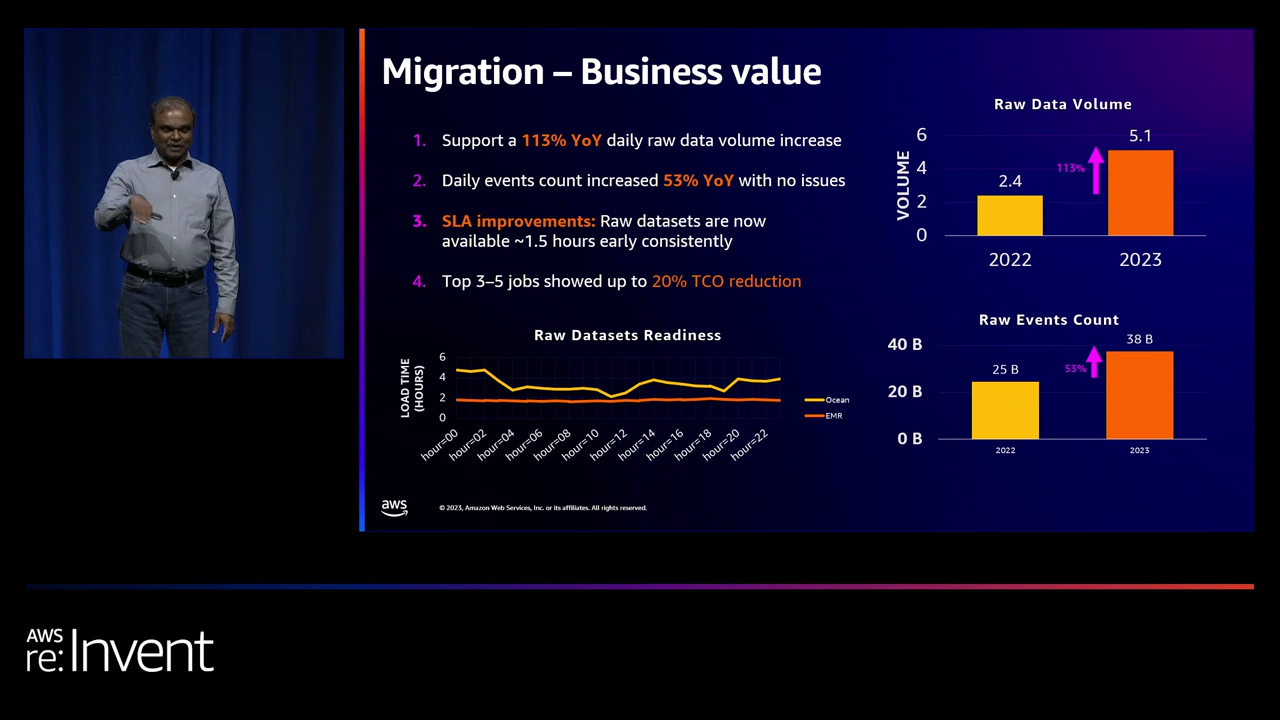 Migration – Business value
1. Support a 113% YoY daily raw data volume increase
2. Daily events count increased 53% YoY with no issues
3. SLA improvements: Raw datasets are now
available ~1.5 hours early consistently
4. Top 3–5 jobs showed up to 20% TCO reduction
Raw Data Volume
VOLUME
6
4
2
0
2.4
113%
5.1
2022
2023
Raw Datasets Readiness
LOAD TIME
(HOURS)
6
4
2
0
hour=00
hour=02
hour=04
hour=06
hour=08
hour=10
hour=12
hour=14
hour=16
hour=18
hour=20
hour=22
Ocean
EMR
Raw Events Count
40 B
20 B
0 B
25 B
53%
38 B
2022
2023
aws
© 2023, Amazon Web Services, Inc. or its affiliates. All rights reserved.
AWS
re:Invent